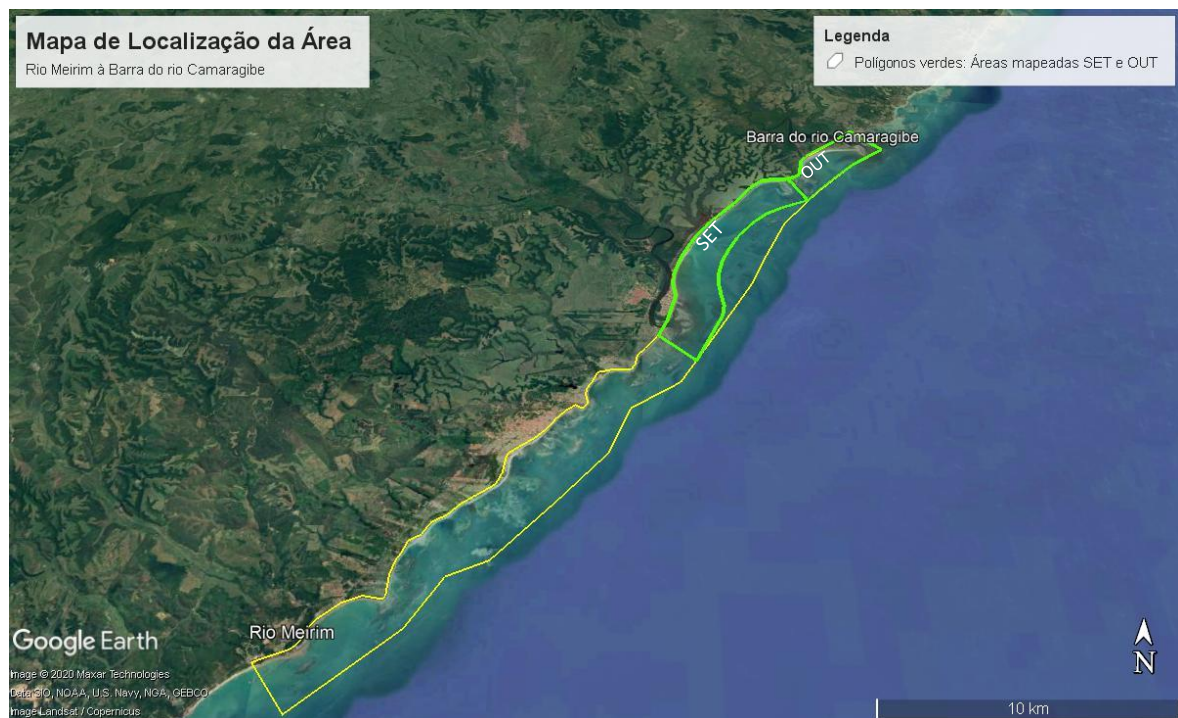 Mapa de Localização da Área
Rio Meirim à Barra do rio Camaragibe
Legenda
Polígonos verdes: Áreas mapeadas SET e OUT
Barra do rio Camaragibe
OUT
SET
Rio Meirim
Google Earth
Image © 2020 Maxar Technologies
Data SIO, NOAA, U.S. Navy, NGA, GEBCO
Image Landsat / Copernicus
N
10 km